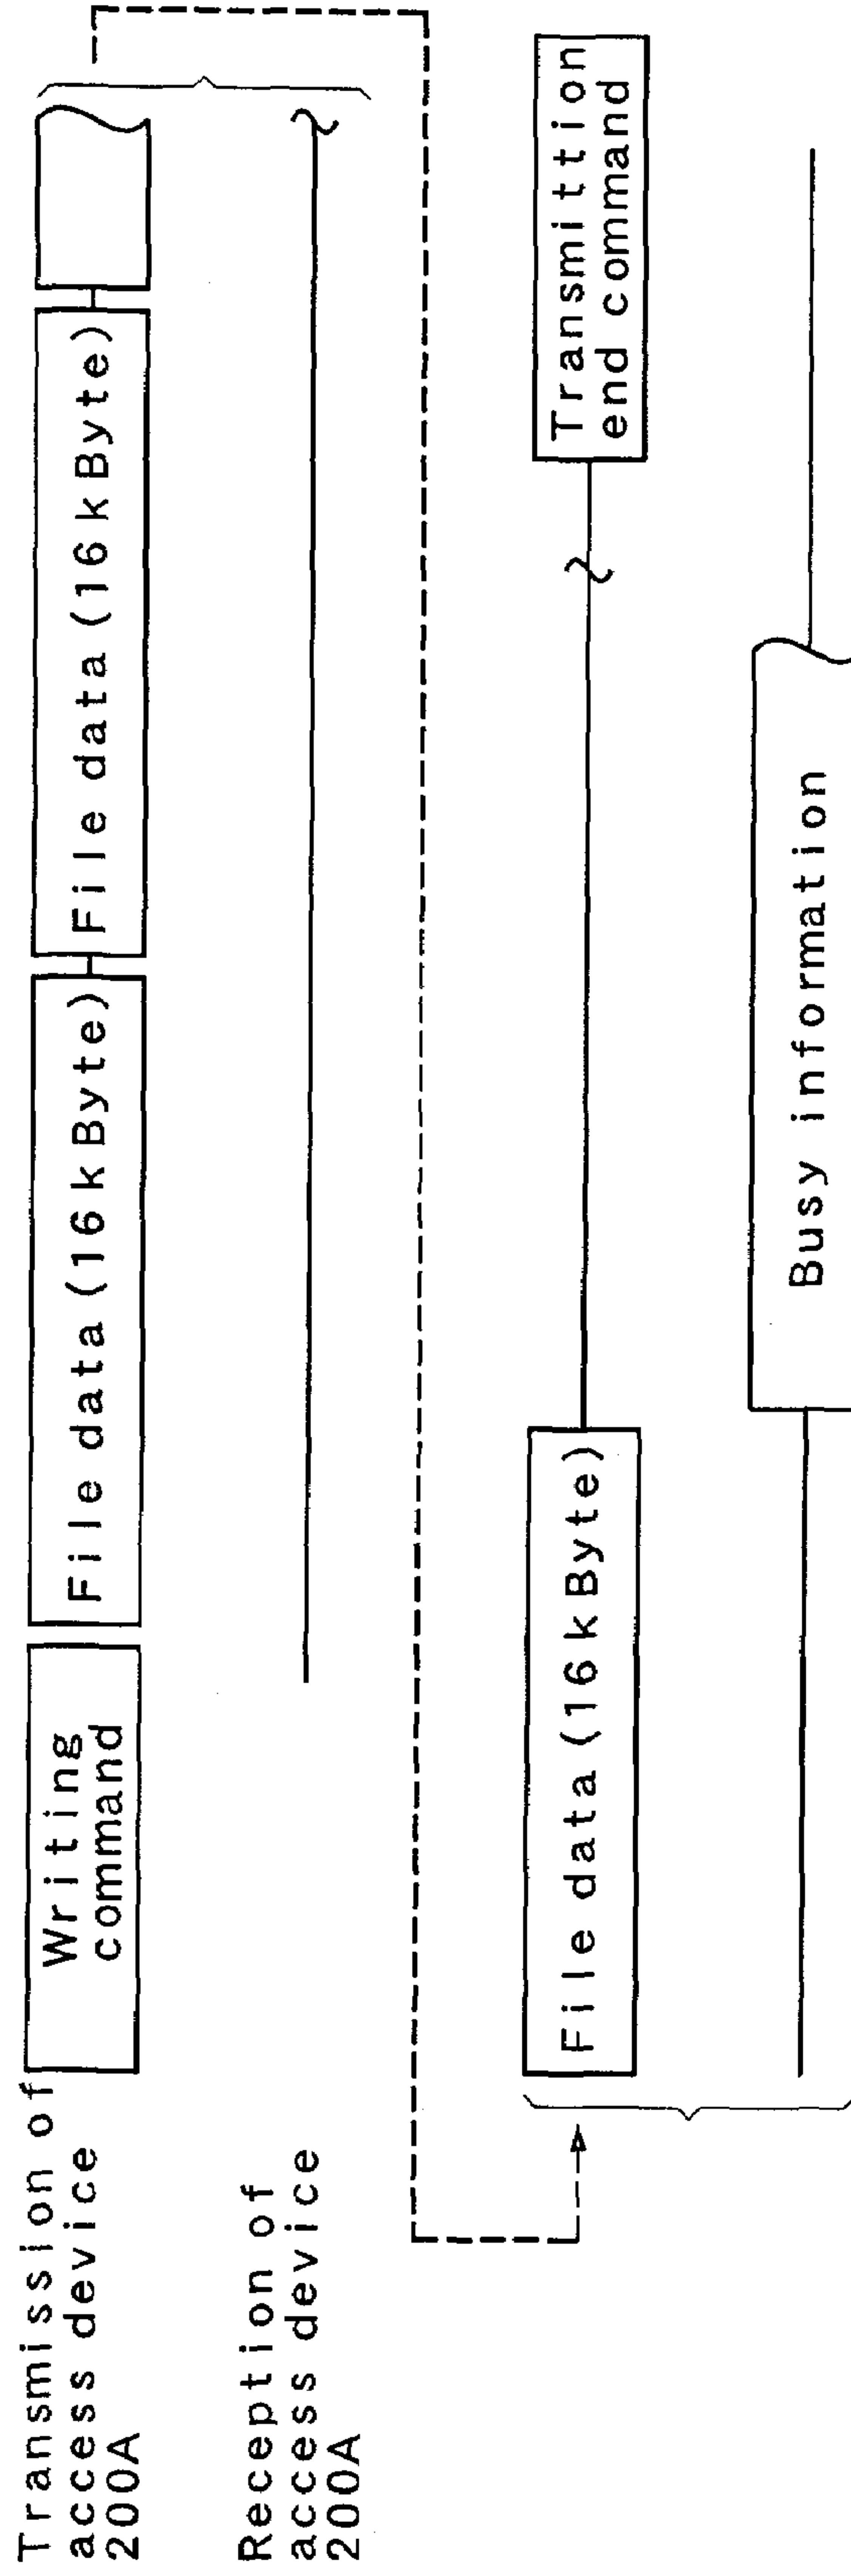 Transmission of
access device
200A
Writing
command
File data (16kByte)
File data (16kByte)
Reception of
access device
200A
File data (16kByte)
Transmittion
end command
Busy information